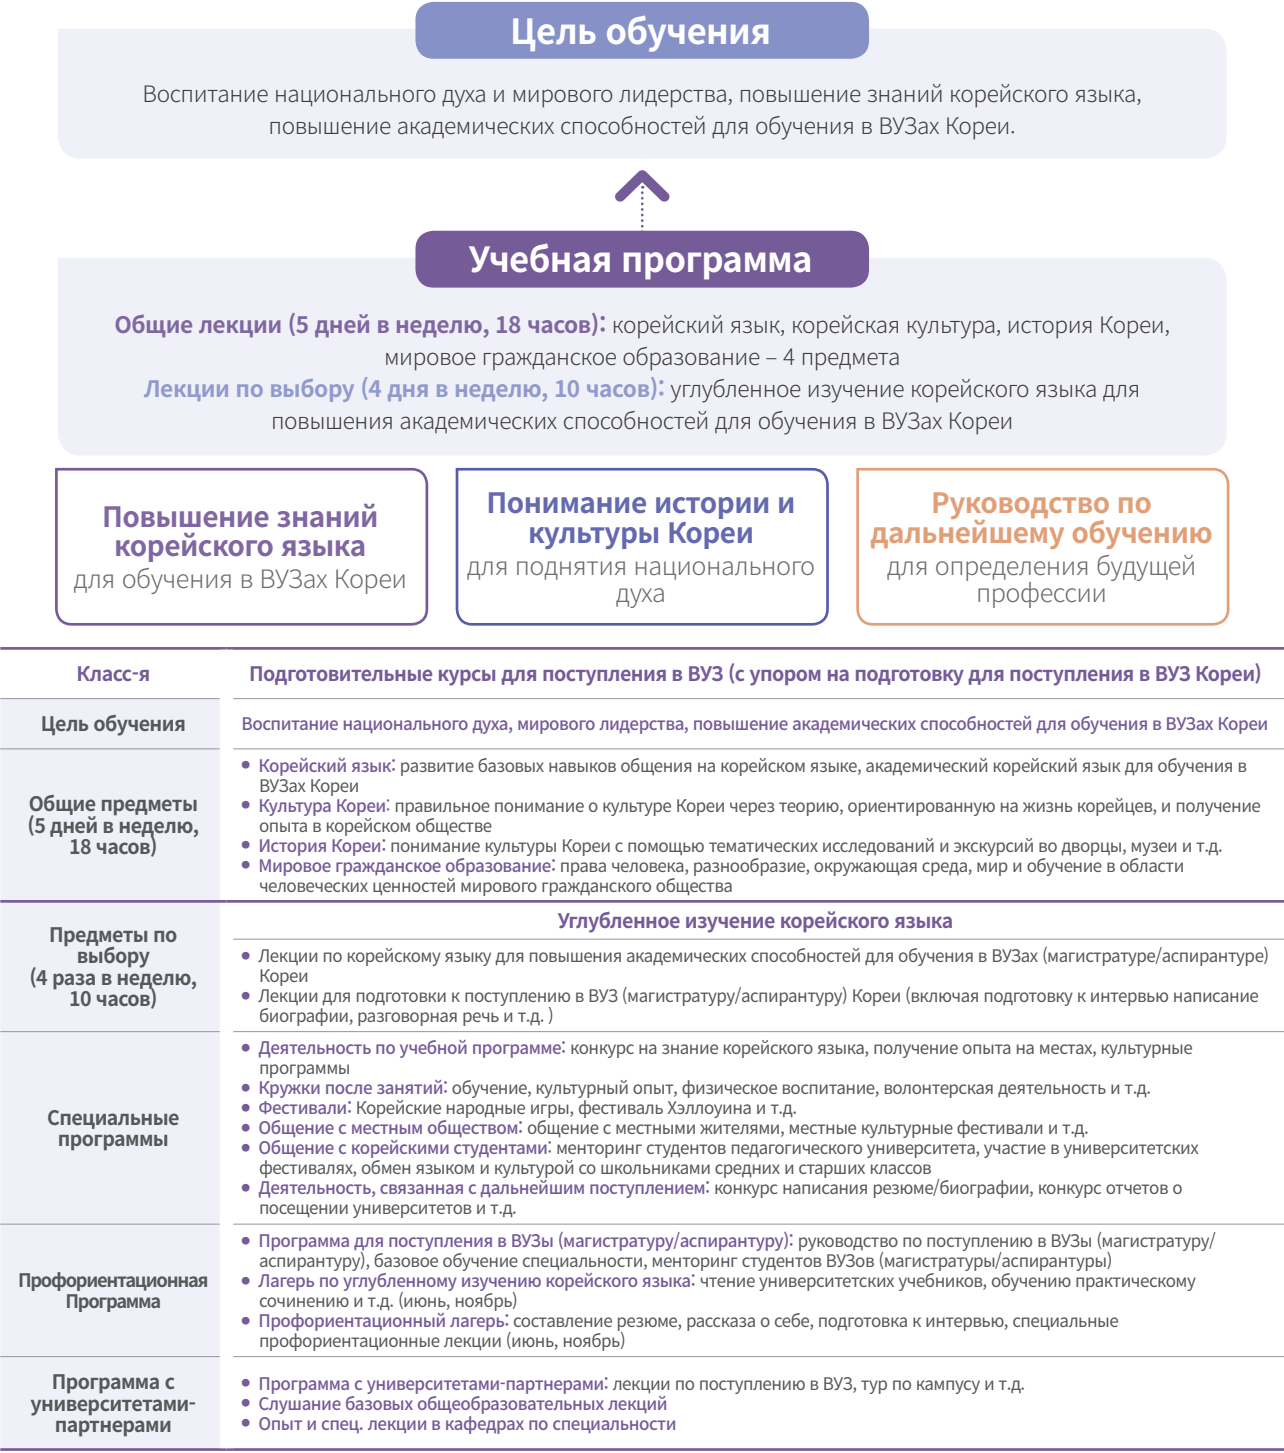 Цель обучения
Воспитание национального духа и мирового лидерства, повышение знаний корейского языка,
повышение академических способностей для обучения в ВУЗах Кореи.
Учебная программа
Общие лекции (5 дней в неделю, 18 часов): корейский язык, корейская культура, история Кореи,
мировое гражданское образование – 4 предмета
Лекции по выбору (4 дня в неделю, 10 часов): углубленное изучение корейского языка для
повышения академических способностей для обучения в ВУЗах Кореи
Повышение знаний
корейского языка
для обучения в ВУЗах Кореи
Понимание истории и
культуры Кореи
для поднятия национального
духа
Руководство по
дальнейшему обучению
для определения будущей
профессии
Класс-я
Подготовительные курсы для поступления в ВУЗ (с упором на подготовку для поступления в ВУЗ Кореи)
Цель обучения
Воспитание национального духа, мирового лидерства, повышение академических способностей для обучения в ВУЗах Кореи
Общие предметы
(5 дней в неделю,
18 часов)
• Корейский язык: развитие базовых навыков общения на корейском языке, академический корейский язык для обучения в
ВУЗах Кореи
• Культура Кореи: правильное понимание о культуре Кореи через теорию, ориентированную на жизнь корейцев, и получение
опыта в корейском обществе
• История Кореи: понимание культуры Кореи с помощью тематических исследований и экскурсий во дворцы, музеи и т.д.
• Мировое гражданское образование: права человека, разнообразие, окружающая среда, мир и обучение в области
человеческих ценностей мирового гражданского общества
Предметы по
выбору
(4 раза в неделю,
10 часов)
Углубленное изучение корейского языка
• Лекции по корейскому языку для повышения академических способностей для обучения в ВУЗах (магистратуре/аспирантуре)
Кореи
• Лекции для подготовки к поступлению в ВУЗ (магистратуру/аспирантуру) Кореи (включая подготовку к интервью написание
биографии, разговорная речь и т.д. )
Специальные
программы
• Деятельность по учебной программе: конкурс на знание корейского языка, получение опыта на местах, культурные
программы
• Кружки после занятий: обучение, культурный опыт, физическое воспитание, волонтерская деятельность и т.д.
• Фестивали: Корейские народные игры, фестиваль Хэллоуина и т.д.
• Общение с местным обществом: общение с местными жителями, местные культурные фестивали и т.д.
• Общение с корейскими студентами: менторинг студентов педагогического университета, участие в университетских
фестивалях, обмен языком и культурой со школьниками средних и старших классов
• Деятельность, связанная с дальнейшим поступлением: конкурс написания резюме/биографии, конкурс отчетов о
посещении университетов и т.д.
Профориентационная
Программа
• Программа для поступления в ВУЗы (магистратуру/аспирантуру): руководство по поступлению в ВУЗы (магистратуру/
аспирантуру), базовое обучение специальности, менторинг студентов ВУЗов (магистратуры/аспирантуры)
• Лагерь по углубленному изучению корейского языка: чтение университетских учебников, обучению практическому
сочинению и т.д. (июнь, ноябрь)
• Профориентационный лагерь: составление резюме, рассказа о себе, подготовка к интервью, специальные
профориентационные лекции (июнь, ноябрь)
Программа с
университетами-
партнерами
• Программа с университетами-партнерами: лекции по поступлению в ВУЗ, тур по кампусу и т.д.
• Слушание базовых общеобразовательных лекций
• Опыт и спец. лекции в кафедрах по специальности